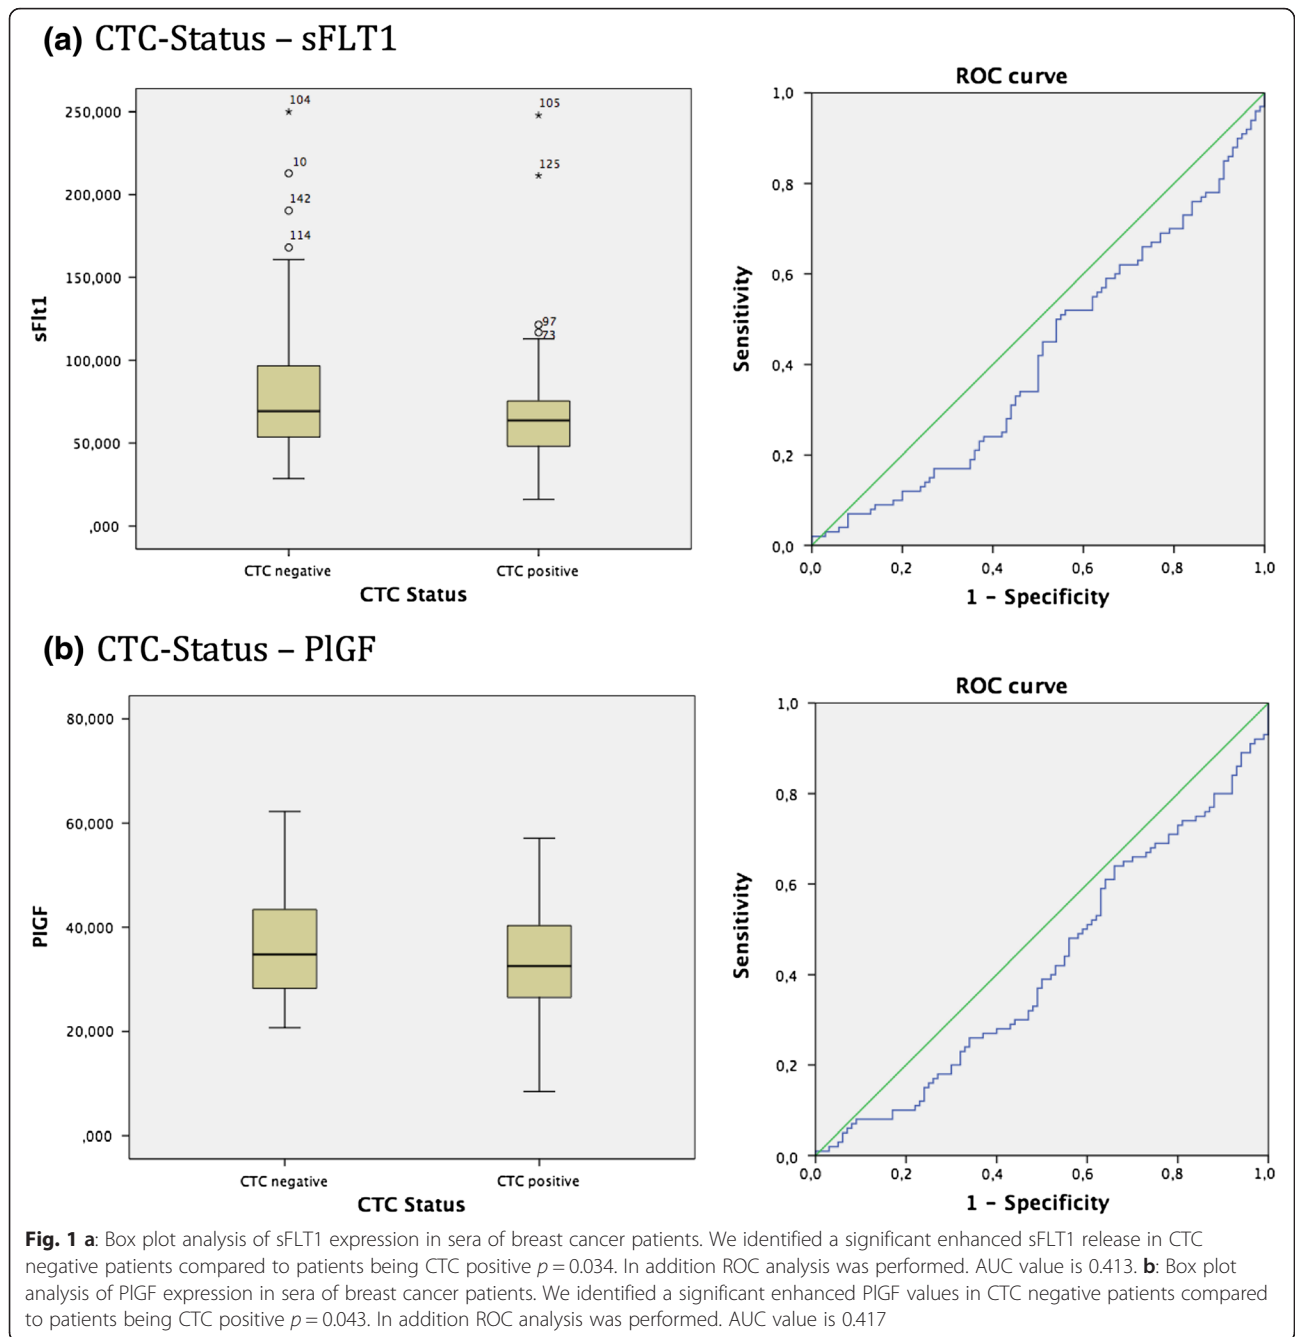 (a) CTC-Status – sFLT1
250,000
200,000
150,000
100,000
50,000
,000
sFlt1
104
10
142
114
105
125
97
73
CTC negative
CTC positive
CTC Status
ROC curve
1,0
0,8
0,6
0,4
0,2
0,0
Sensitivity
0,0 0,2 0,4 0,6 0,8 1,0
1 - Specificity
(b) CTC-Status – PlGF
80,000
60,000
40,000
20,000
,000
PlGF
CTC negative
CTC positive
CTC Status
ROC curve
1,0
0,8
0,6
0,4
0,2
0,0
Sensitivity
0,0 0,2 0,4 0,6 0,8 1,0
1 - Specificity
Fig. 1 a: Box plot analysis of sFLT1 expression in sera of breast cancer patients. We identified a significant enhanced sFLT1 release in CTC
negative patients compared to patients being CTC positive p = 0.034. In addition ROC analysis was performed. AUC value is 0.413. b: Box plot
analysis of PlGF expression in sera of breast cancer patients. We identified a significant enhanced PlGF values in CTC negative patients compared
to patients being CTC positive p = 0.043. In addition ROC analysis was performed. AUC value is 0.417